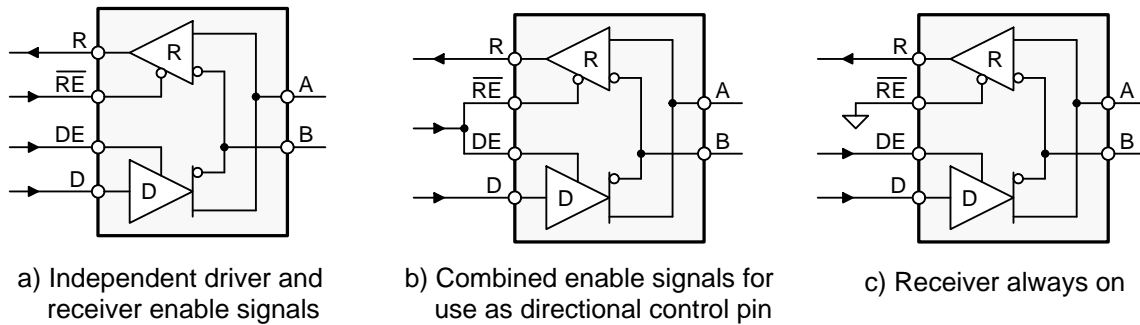 R
R
RE
A
DE
B
D
D
a) Independent driver and
receiver enable signals
R
R
RE
A
DE
B
D
D
b) Combined enable signals for
use as directional control pin
R
R
RE
A
DE
B
D
D
c) Receiver always on